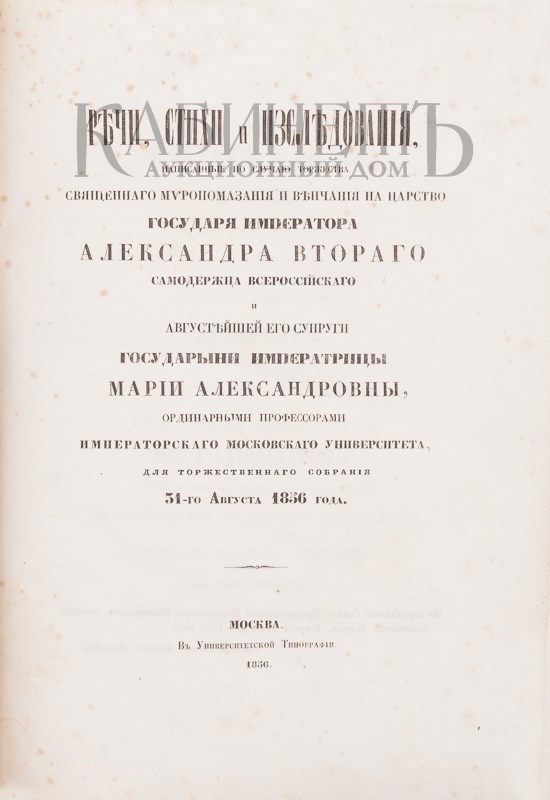 КАБИНЕТЪ
АУКЦИОННЫЙ ДОМ
РѢЧИ, СТИХИ И ИЗСЛѢДОВАНІЯ,
НАПИСАННЫЕ ПО СЛУЧАЮ ТОРЖЕСТВА
СВЯЩЕННАГО МѴРОПОМАЗАНІЯ И ВѢНЧАНІЯ НА ЦАРСТВО
ГОСУДАРЯ ИМПЕРАТОРА
АЛЕКСАНДРА ВТОРАГО
САМОДЕРЖЦА ВСЕРОССІЙСКАГО
И
АВГУСТѢЙШЕЙ ЕГО СУПРУГИ
ГОСУДАРЫНИ ИМПЕРАТРИЦЫ
МАРІИ АЛЕКСАНДРОВНЫ,
ОРДИНАРНЫМИ ПРОФЕССОРАМИ
ИМПЕРАТОРСКАГО МОСКОВСКАГО УНИВЕРСИТЕТА,
ДЛЯ ТОРЖЕСТВЕННАГО СОБРАНІЯ
31-го Августа 1856 года.
МОСКВА.
Въ Университетской Типографіи.
1856.